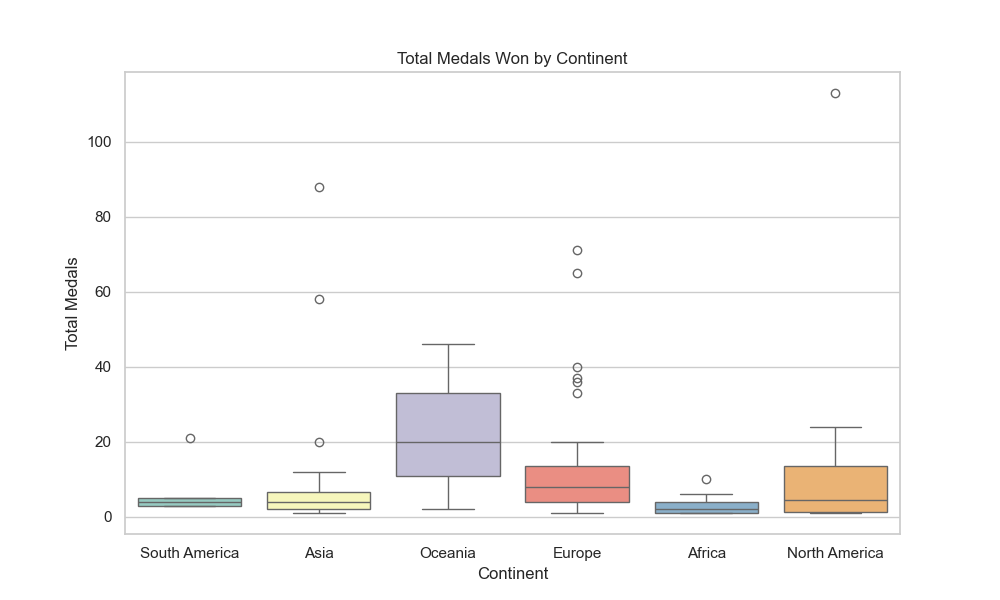 Total Medals Won by Continent
Total Medals
100
80
60
40
20
0
South America Asia Oceania Europe Africa North America
Continent